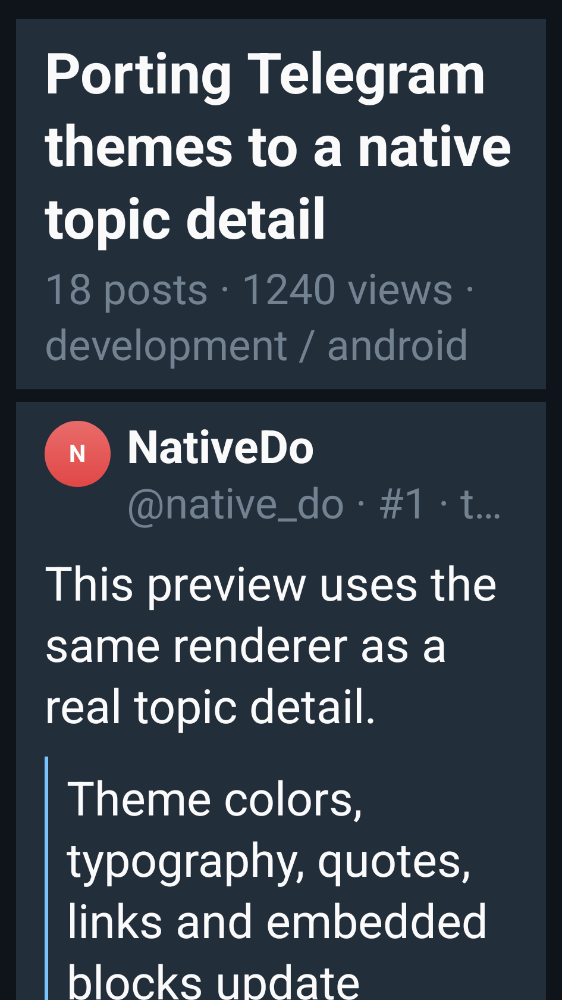 Porting Telegram
themes to a native
topic detail
18 posts · 1240 views ·
development / android
N
NativeDo
@native_do · #1 · t…
This preview uses the
same renderer as a
real topic detail.
Theme colors,
typography, quotes,
links and embedded
blocks update